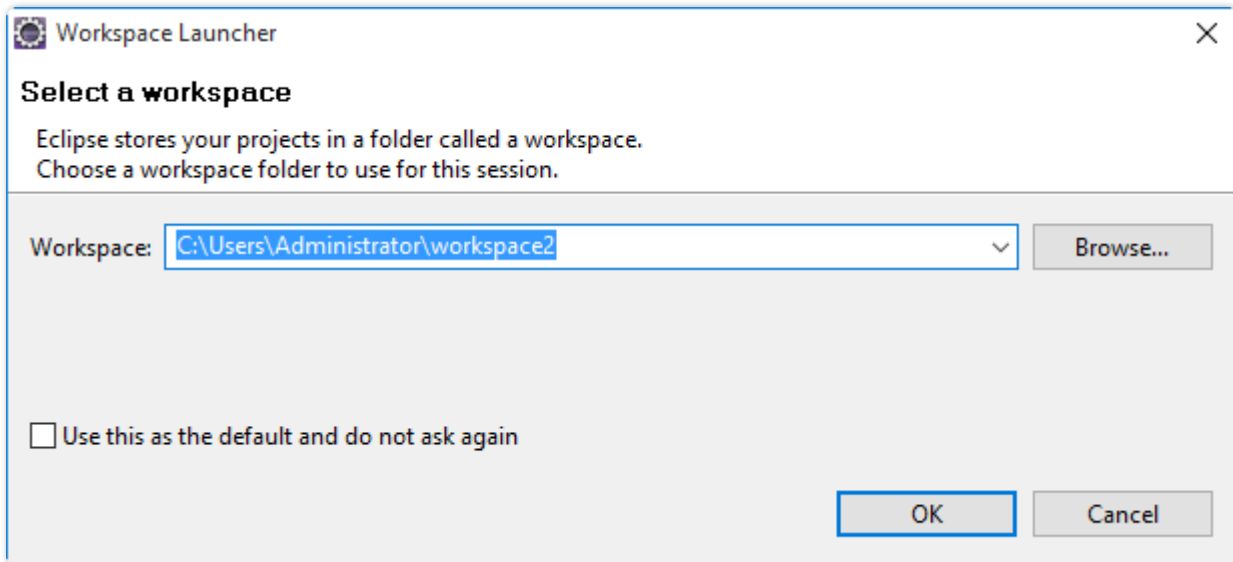 Workspace Launcher
Select a workspace
Eclipse stores your projects in a folder called a workspace.
Choose a workspace folder to use for this session.
Workspace: C:\Users\Administrator\workspace2 Browse...
Use this as the default and do not ask again
OK Cancel